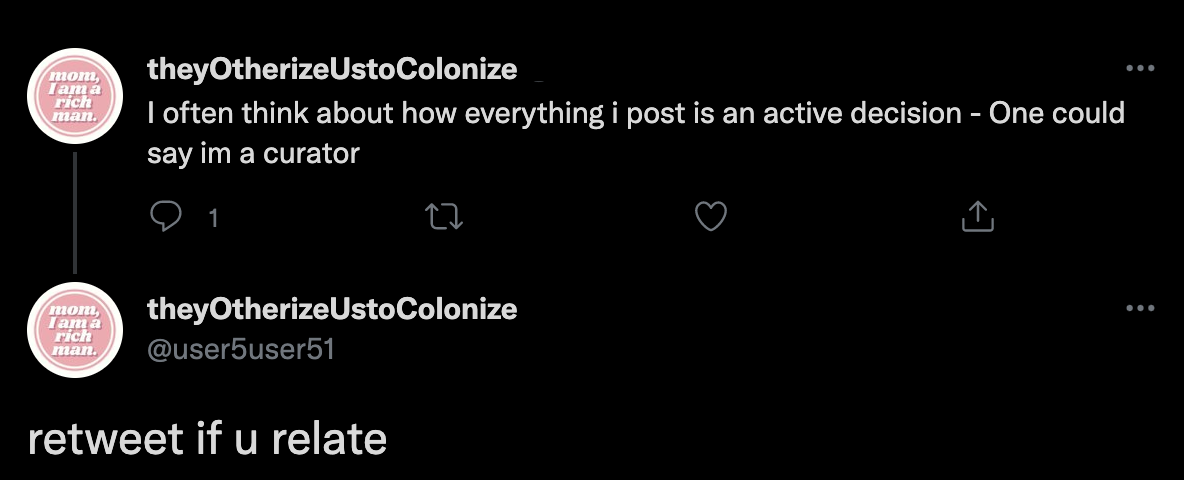 mom,
I am a
rich
man.
theyOtherizeUstoColonize
I often think about how everything i post is an active decision - One could
say im a curator
1
mom,
I am a
rich
man.
theyOtherizeUstoColonize
@user5user51
retweet if u relate